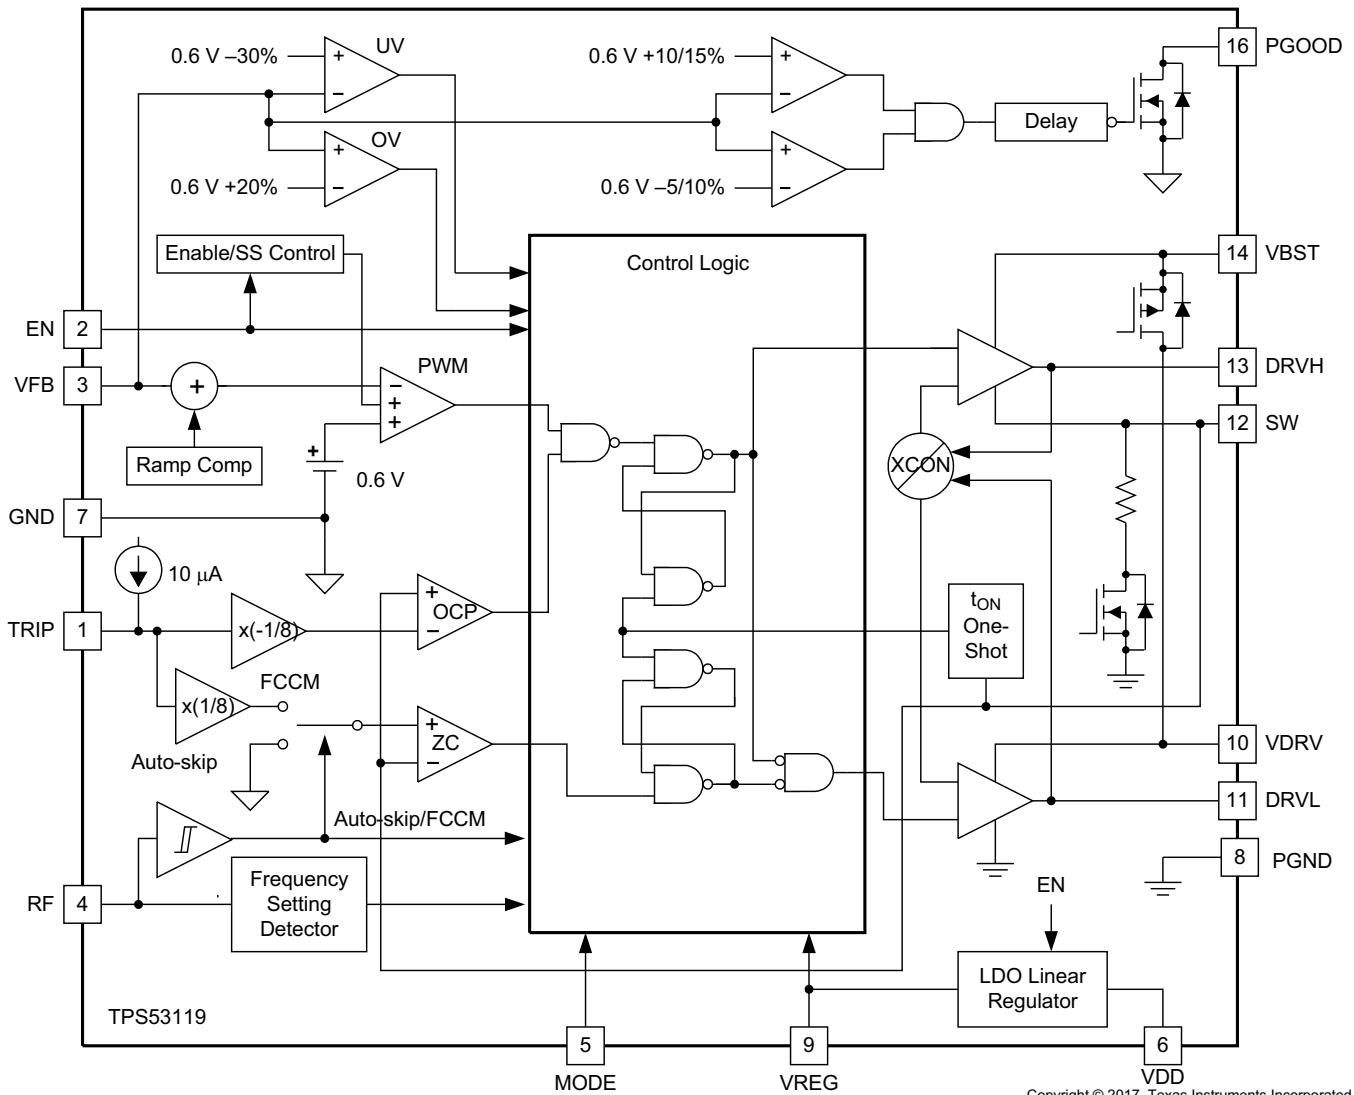 0.6 V –30%
+
UV
–
0.6 V +10/15%
+
–
16
PGOOD
Delay
OV
+
0.6 V +20%
–
+
0.6 V –5/10%
–
Enable/SS Control
Control Logic
14
VBST
EN
2
VFB
3
+
PWM
–
+
+
13
DRVH
12
SW
Ramp Comp
+
0.6 V
XCON
GND
7
10 µA
TRIP
1
x(-1/8)
+
OCP
–
tON
One-
Shot
x(1/8)
FCCM
Auto-skip
+
ZC
–
10
VDRV
11
DRVL
Auto-skip/FCCM
8
PGND
RF
4
Frequency
Setting
Detector
EN
LDO Linear
Regulator
TPS53119
5
MODE
9
VREG
6
VDD
Copyright © 2017, Texas Instruments Incorporated